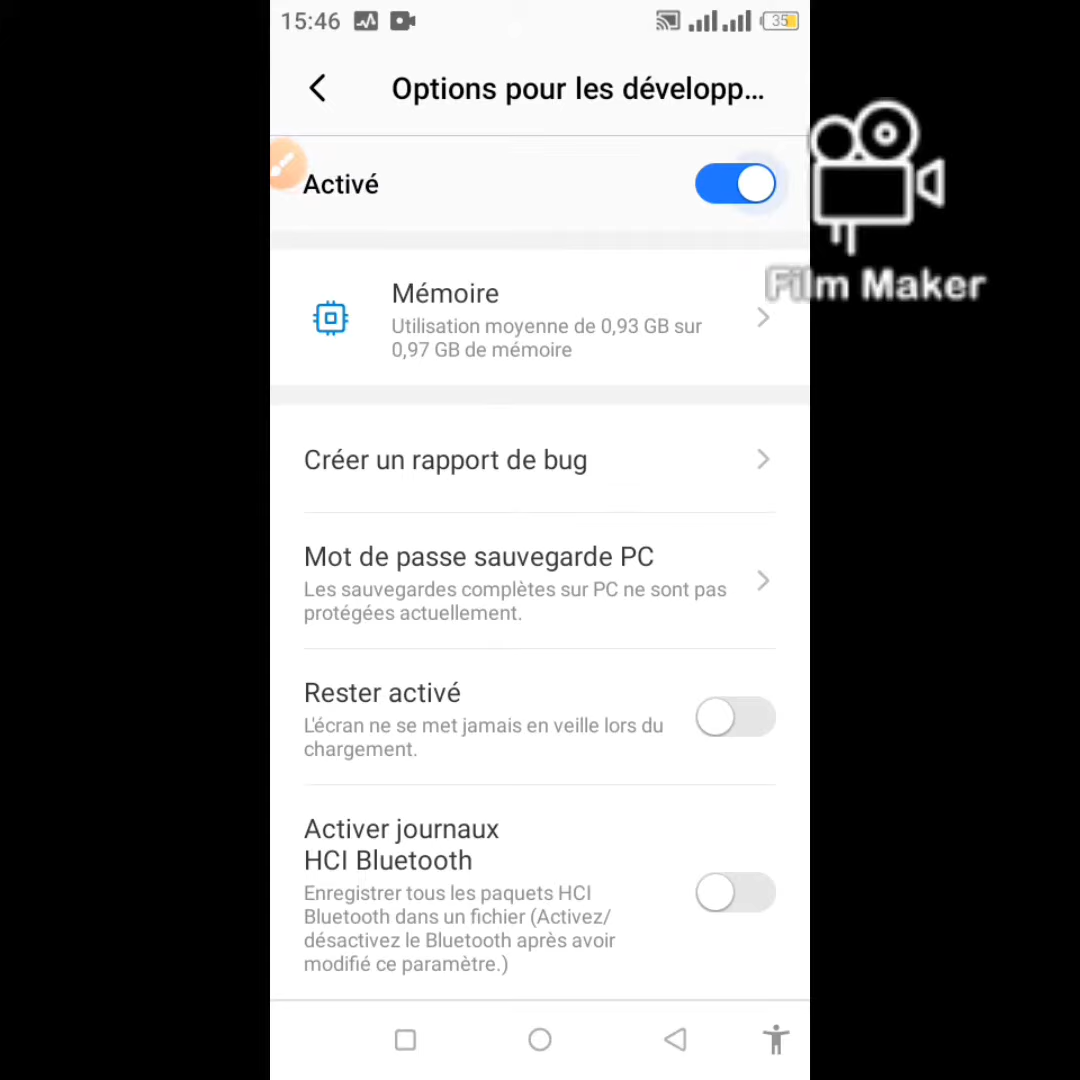 15:46
35
Options pour les développ...
Activé
Film Maker
Mémoire
Utilisation moyenne de 0,93 GB sur
0,97 GB de mémoire
Créer un rapport de bug
Mot de passe sauvegarde PC
Les sauvegardes complètes sur PC ne sont pas
protégées actuellement.
Rester activé
L'écran ne se met jamais en veille lors du
chargement.
Activer journaux
HCI Bluetooth
Enregistrer tous les paquets HCI
Bluetooth dans un fichier (Activez/
désactivez le Bluetooth après avoir
modifié ce paramètre.)